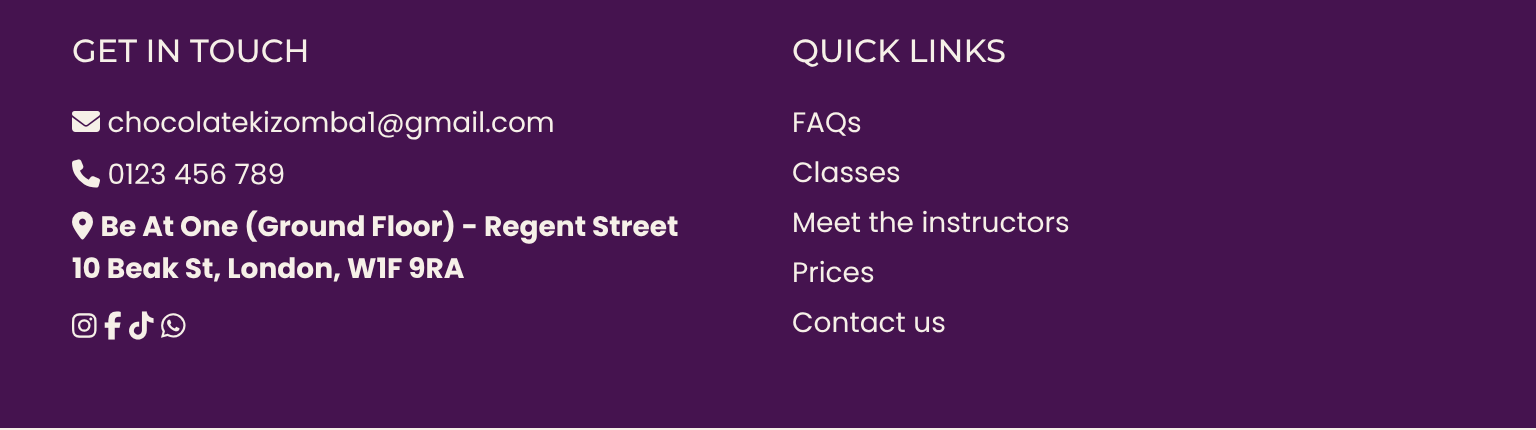 GET IN TOUCH
chocolatekizomba1@gmail.com
0123 456 789
Be At One (Ground Floor) - Regent Street
10 Beak St, London, W1F 9RA
QUICK LINKS
FAQs
Classes
Meet the instructors
Prices
Contact us